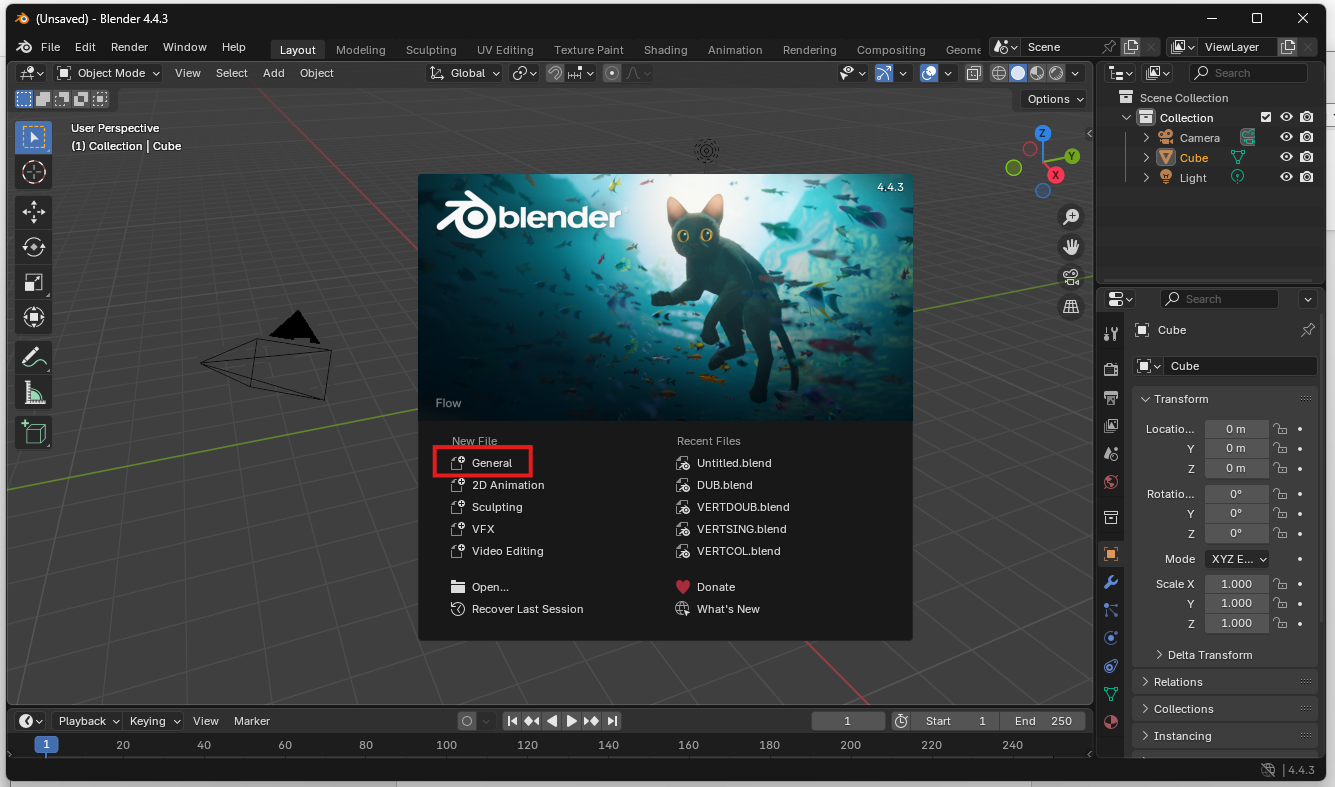 (Unsaved) - Blender 4.4.3
File Edit Render Window Help Layout Modeling Sculpting UV Editing Texture Paint Shading Animation Rendering Compositing Geome Scene ViewLayer
Object Mode View Select Add Object Global Search
Options
Scene Collection
Collection
Camera
Cube
Light
User Perspective
(1) Collection | Cube
Z
Y
X
4.4.3
blender
Flow
New File
General
2D Animation
Sculpting
VFX
Video Editing
Open...
Recover Last Session
Recent Files
Untitled.blend
DUB.blend
VERTDOUB.blend
VERTSING.blend
VERTCOL.blend
Donate
What's New
Search
Cube
Cube
Transform
Locatio... 0 m
Y 0 m
Z 0 m
Rotatio... 0°
Y 0°
Z 0°
Mode XYZ E...
Scale X 1.000
Y 1.000
Z 1.000
Delta Transform
Relations
Collections
Instancing
Playback Keying View Marker 1 Start 1 End 250
1 20 40 60 80 100 120 140 160 180 200 220 240
4.4.3